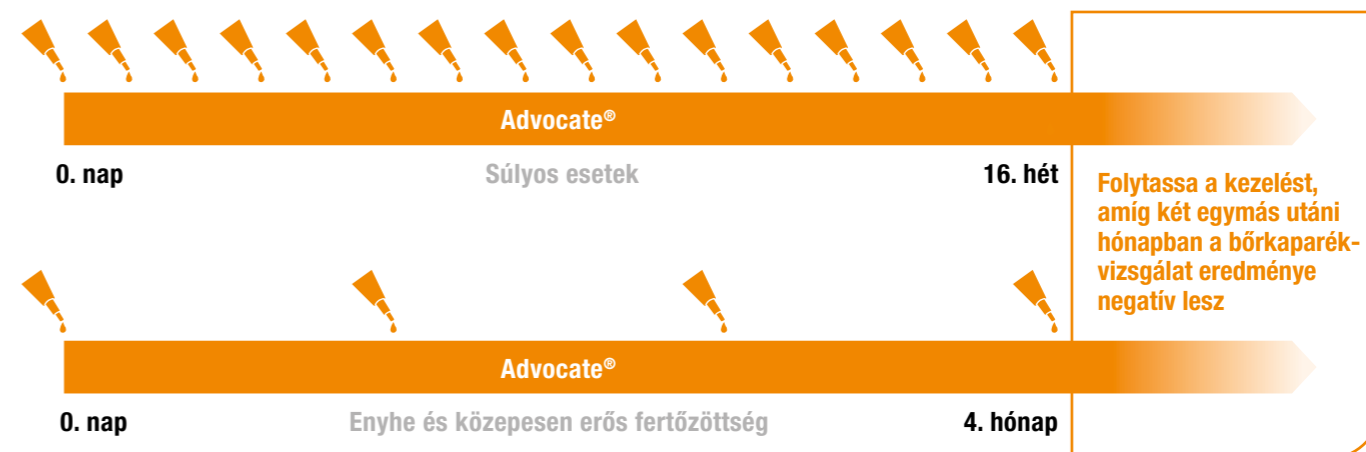 Advocate®
0. nap
Súlyos esetek
16. hét
Folytassa a kezelést,
amíg két egymás utáni
hónapban a bőrkaparék-
vizsgálat eredménye
negatív lesz
Advocate®
0. nap
Enyhe és közepesen erős fertőzöttség
4. hónap